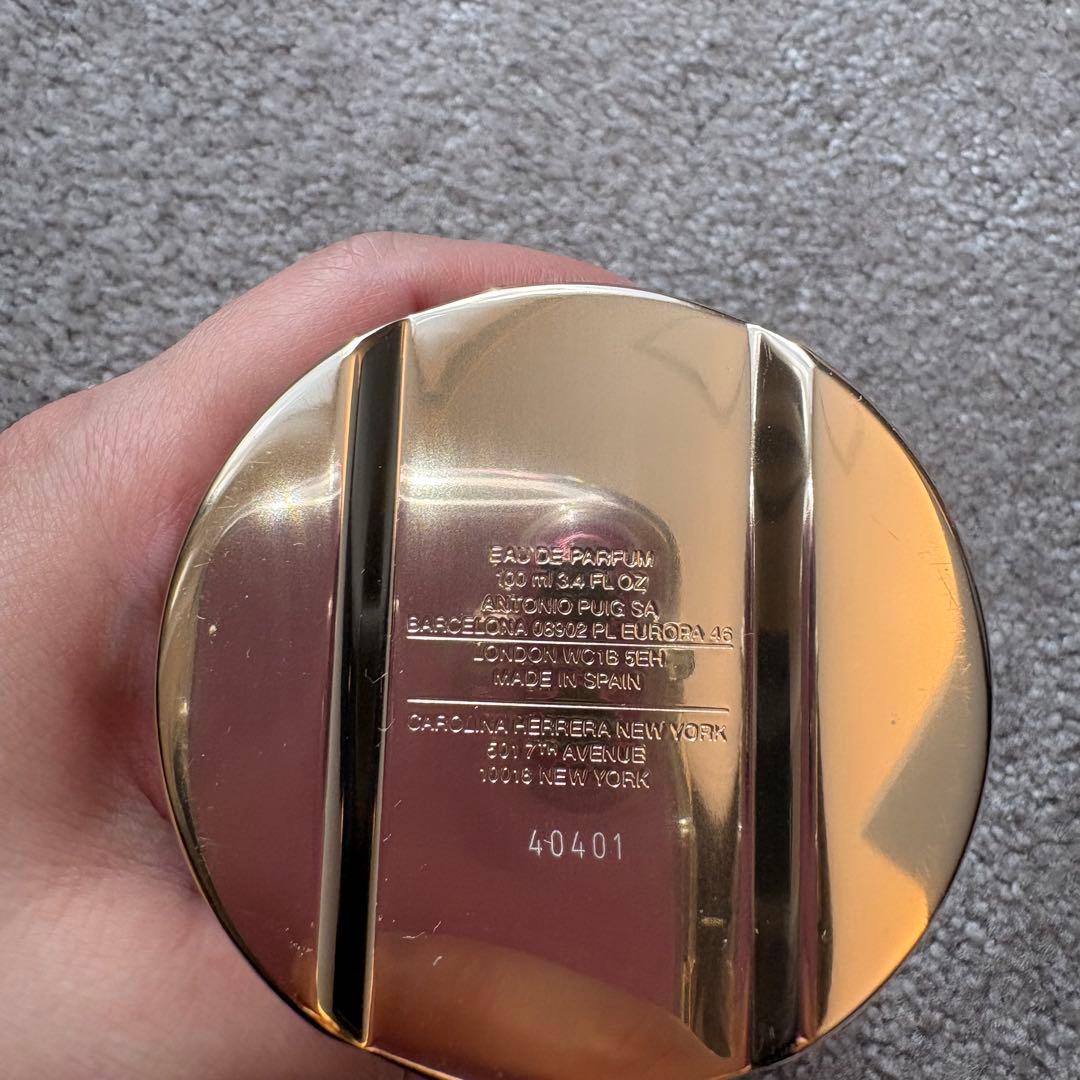 EAU DE PARFUM
100 ml 3.4 FL OZ
ANTONIO PUIG SA
BARCELONA 08902 PL EUROPA 46
LONDON WC1B 5EH
MADE IN SPAIN
CAROLINA HERRERA NEW YORK
501 7TH AVENUE
10018 NEW YORK
40401